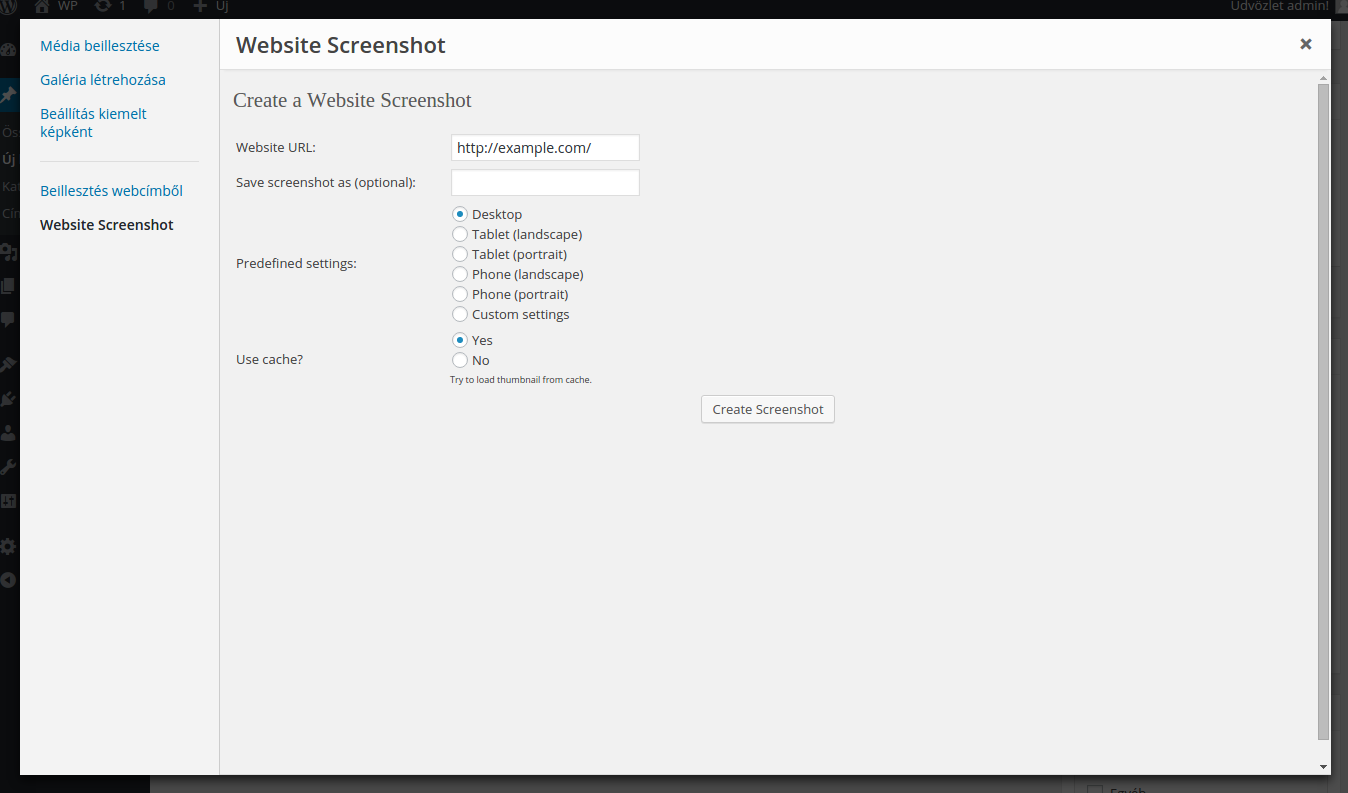 WP 1 0 Új
Üdvözlet admin!
Média beillesztése
Galéria létrehozása
Beállítás kiemelt
képként
Beillesztés webcímből
Website Screenshot
Website Screenshot
Create a Website Screenshot
Website URL: http://example.com/
Save screenshot as (optional):
Predefined settings:
Desktop
Tablet (landscape)
Tablet (portrait)
Phone (landscape)
Phone (portrait)
Custom settings
Use cache?
Yes
No
Try to load thumbnail from cache.
Create Screenshot
Új
Egyéb